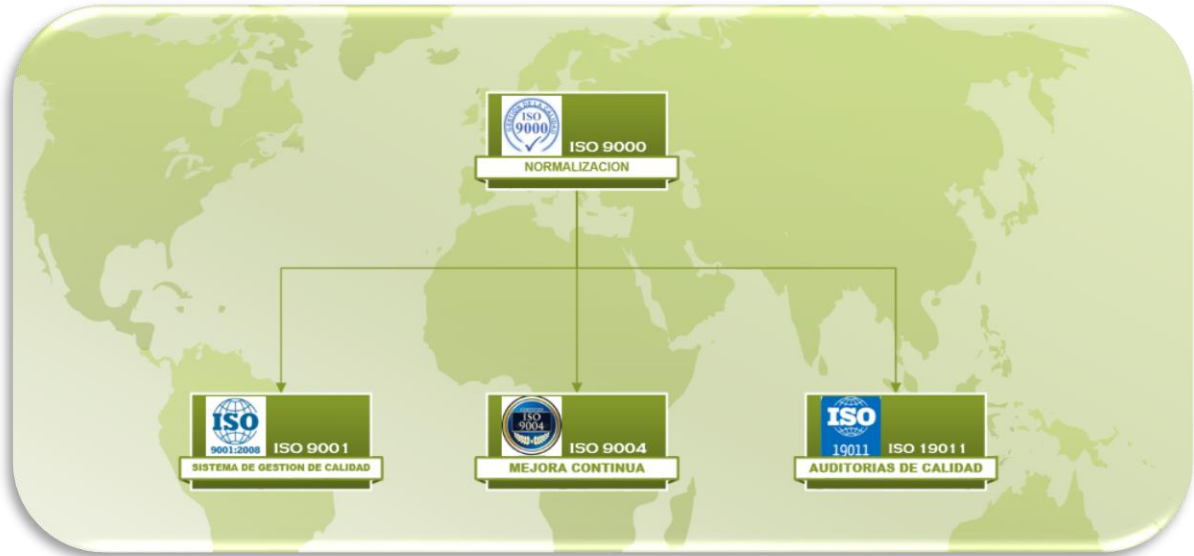 GESTION DE LA CALIDAD
ISO
9000
ISO 9000
NORMALIZACION
ISO
9001:2008
ISO 9001
SISTEMA DE GESTION DE CALIDAD
ISO
9004
ISO 9004
MEJORA CONTINUA
ISO
19011
ISO 19011
AUDITORIAS DE CALIDAD